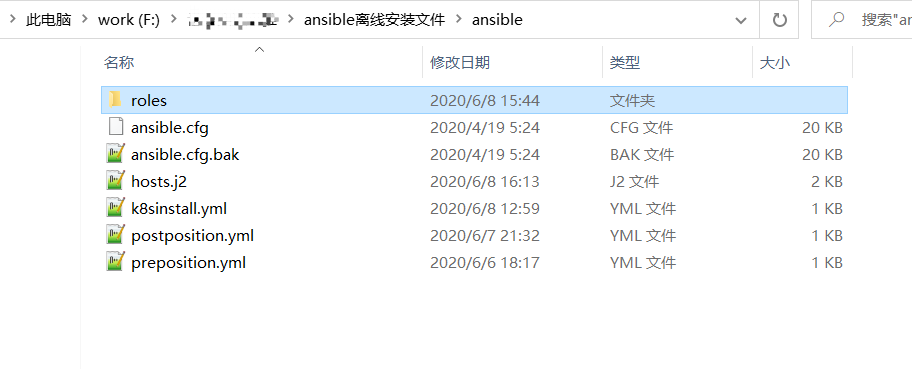 此电脑 > work (F:) > > ansible离线安装文件 > ansible 搜索"ar
名称 修改日期 类型 大小
roles 2020/6/8 15:44 文件夹
ansible.cfg 2020/4/19 5:24 CFG 文件 20 KB
ansible.cfg.bak 2020/4/19 5:24 BAK 文件 20 KB
hosts.j2 2020/6/8 16:13 J2 文件 2 KB
k8sinstall.yml 2020/6/8 12:59 YML 文件 1 KB
postposition.yml 2020/6/7 21:32 YML 文件 1 KB
preposition.yml 2020/6/6 18:17 YML 文件 1 KB